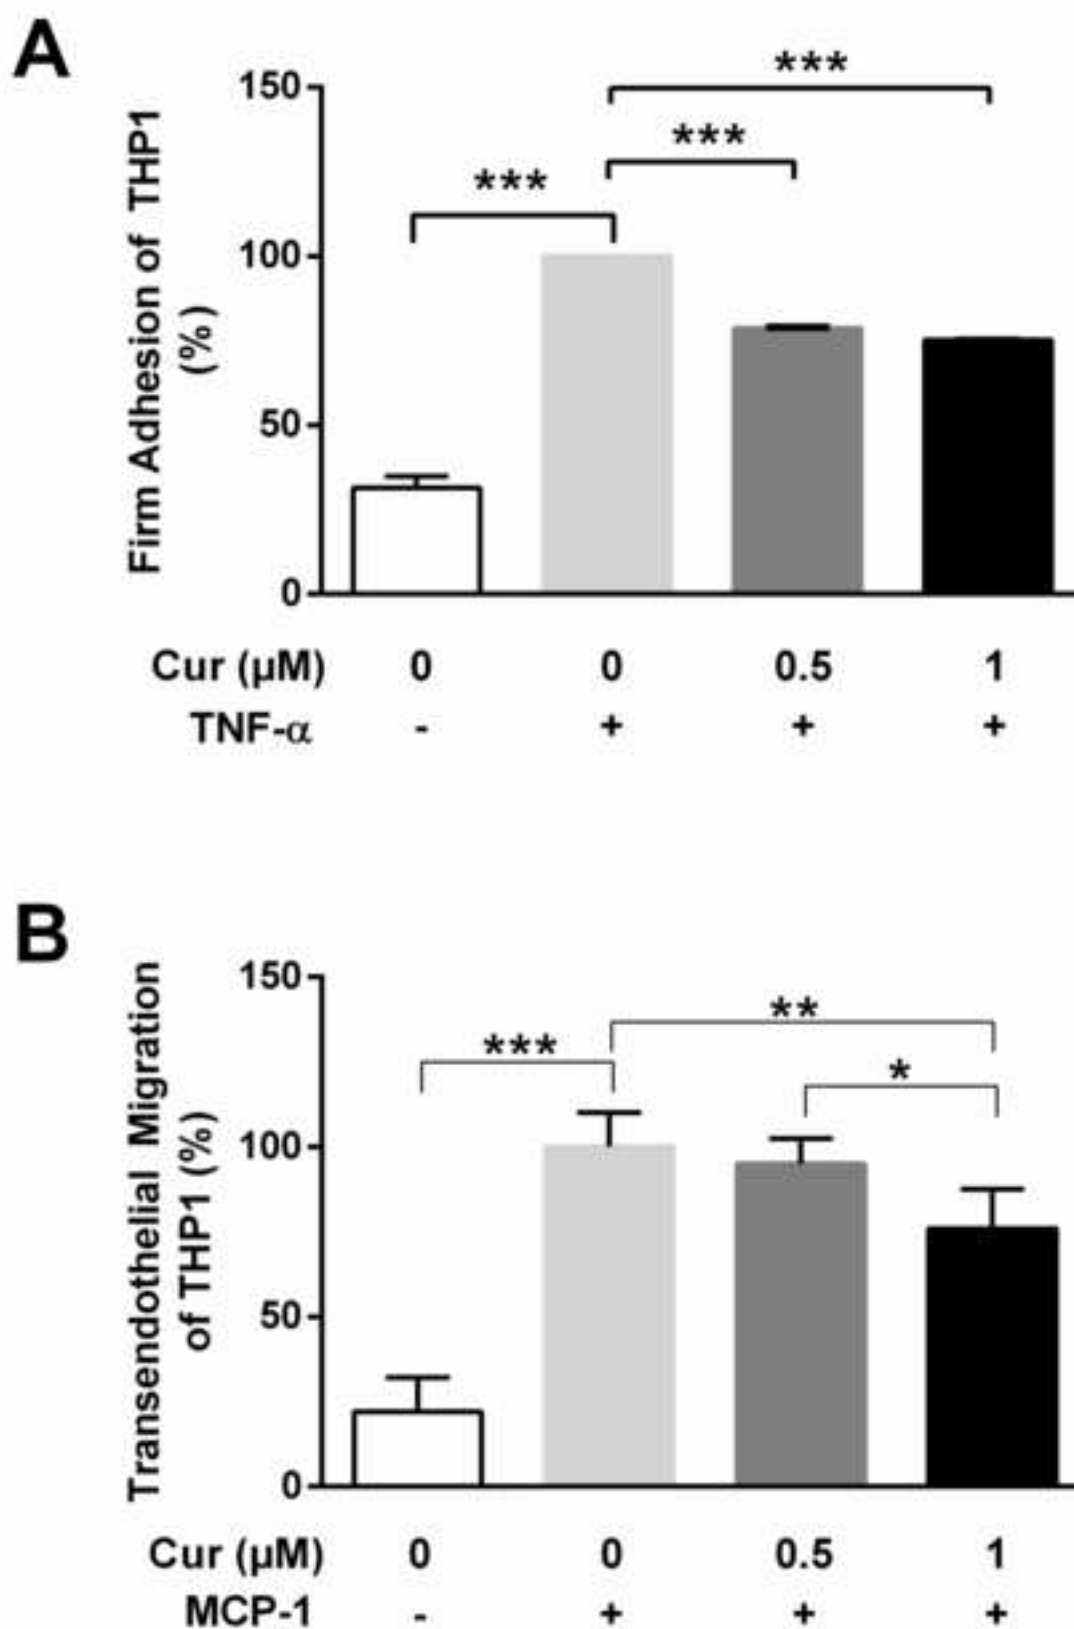 A
150
***
***
***
100
50
0
Firm Adhesion of THP1
(%)
Cur (µM) 0 0 0.5 1
TNF-α - + + +
B
150
***
**
*
100
50
0
Transendothelial Migration
of THP1 (%)
Cur (µM) 0 0 0.5 1
MCP-1 - + + +